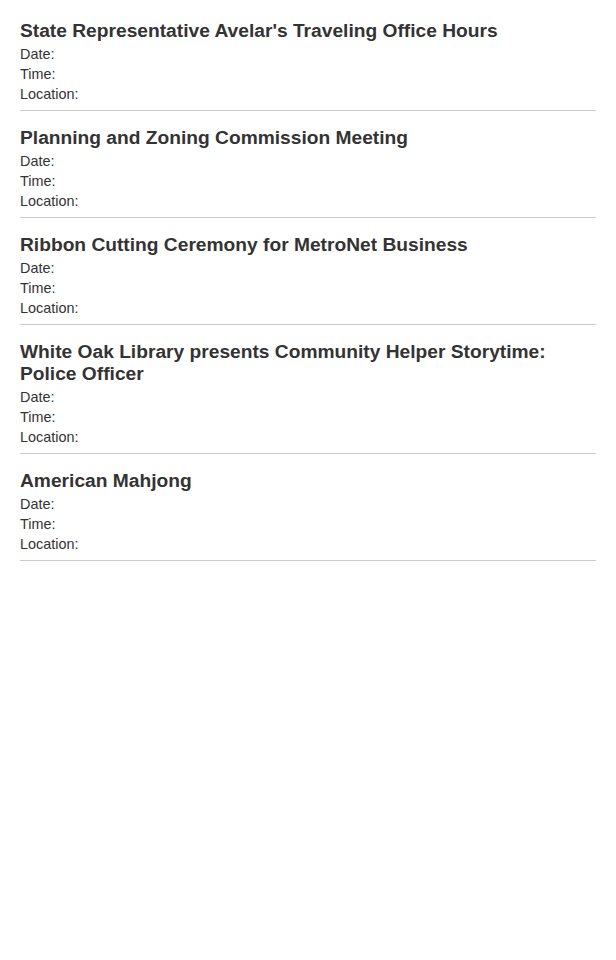 State Representative Avelar's Traveling Office Hours
Date:
Time:
Location:
Planning and Zoning Commission Meeting
Date:
Time:
Location:
Ribbon Cutting Ceremony for MetroNet Business
Date:
Time:
Location:
White Oak Library presents Community Helper Storytime:
Police Officer
Date:
Time:
Location:
American Mahjong
Date:
Time:
Location: